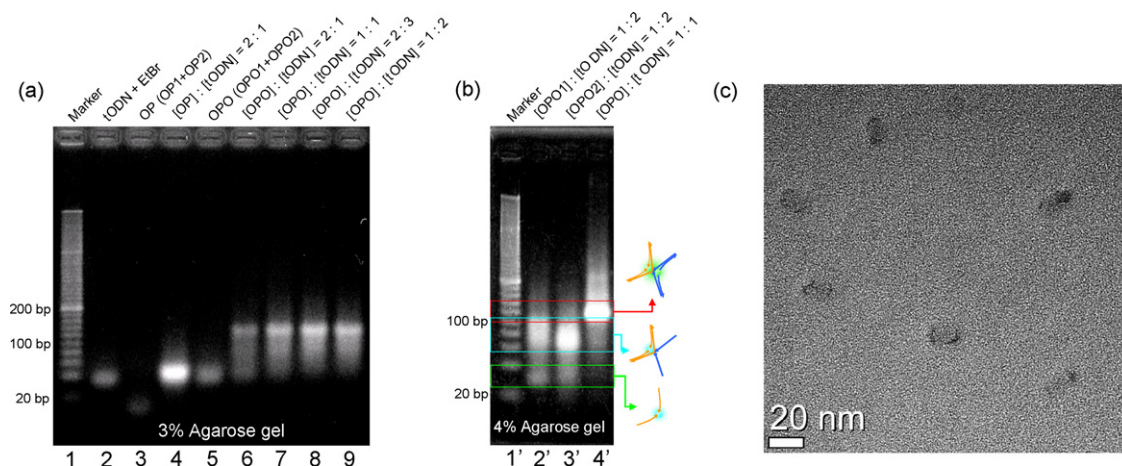 (a)
Marker
tODN + EtBr
OP (OP1+OP2)
[OP] : [tODN] = 2 : 1
OPO (OPO1+OPO2)
[OPO] : [tODN] = 2 : 1
[OPO] : [tODN] = 1 : 1
[OPO] : [tODN] = 2 : 3
[OPO] : [tODN] = 1 : 2
200 bp
100 bp
20 bp
3% Agarose gel
1 2 3 4 5 6 7 8 9
(b)
Marker
[OPO1] : [tO DN] = 1 : 2
[OPO2] : [tODN] = 1 : 2
[OPO] : [t ODN] = 1 : 1
100 bp
20 bp
4% Agarose gel
1' 2' 3' 4'
(c)
20 nm